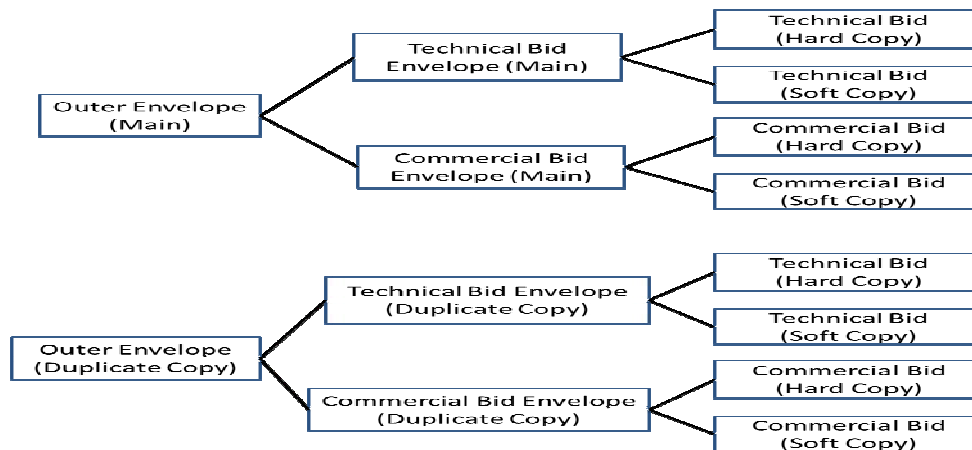 Technical Bid
(Hard Copy)
Technical Bid
Envelope (Main)
Technical Bid
(Soft Copy)
Outer Envelope
(Main)
Commercial Bid
(Hard Copy)
Commercial Bid
Envelope (Main)
Commercial Bid
(Soft Copy)
Technical Bid
(Hard Copy)
Technical Bid Envelope
(Duplicate Copy)
Technical Bid
(Soft Copy)
Outer Envelope
(Duplicate Copy)
Commercial Bid
(Hard Copy)
Commercial Bid Envelope
(Duplicate Copy)
Commercial Bid
(Soft Copy)